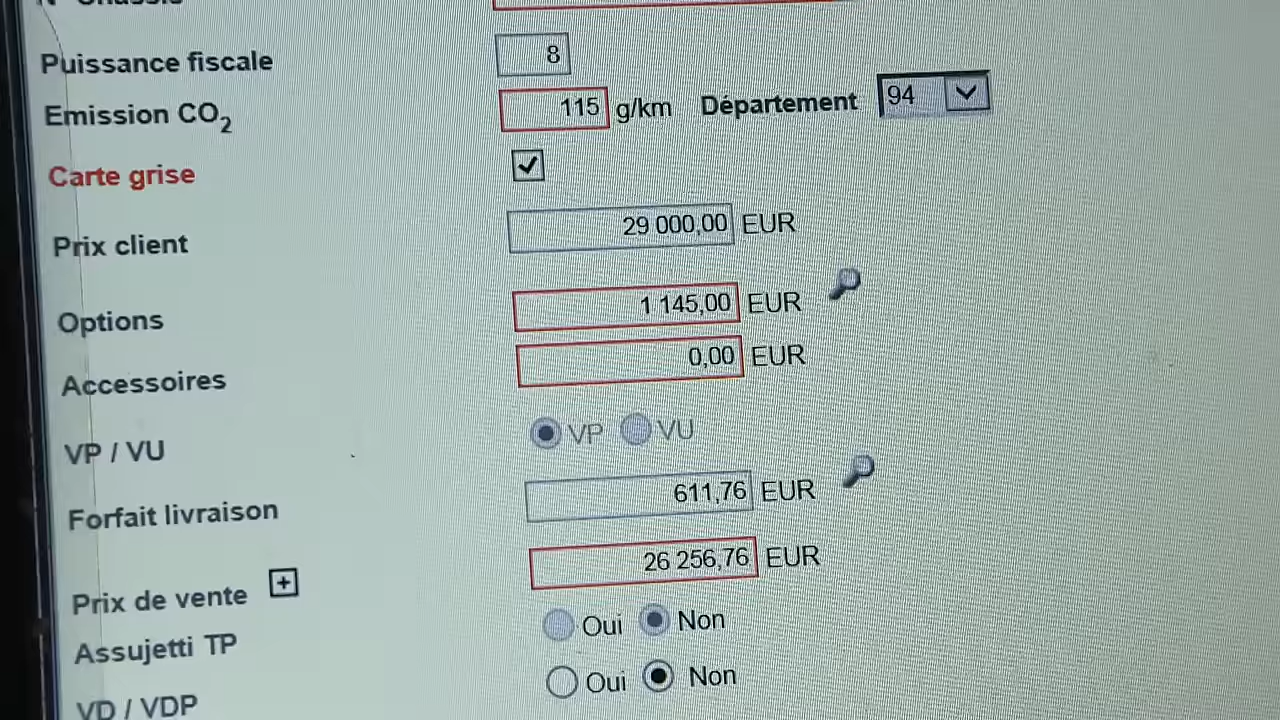 Puissance fiscale 8
Emission CO2 115 g/km Département 94
Carte grise
Prix client 29 000,00 EUR
Options 1 145,00 EUR
Accessoires 0,00 EUR
VP / VU VP VU
Forfait livraison 611,76 EUR
Prix de vente + 26 256,76 EUR
Assujetti TP Oui Non
VD / VDP Oui Non